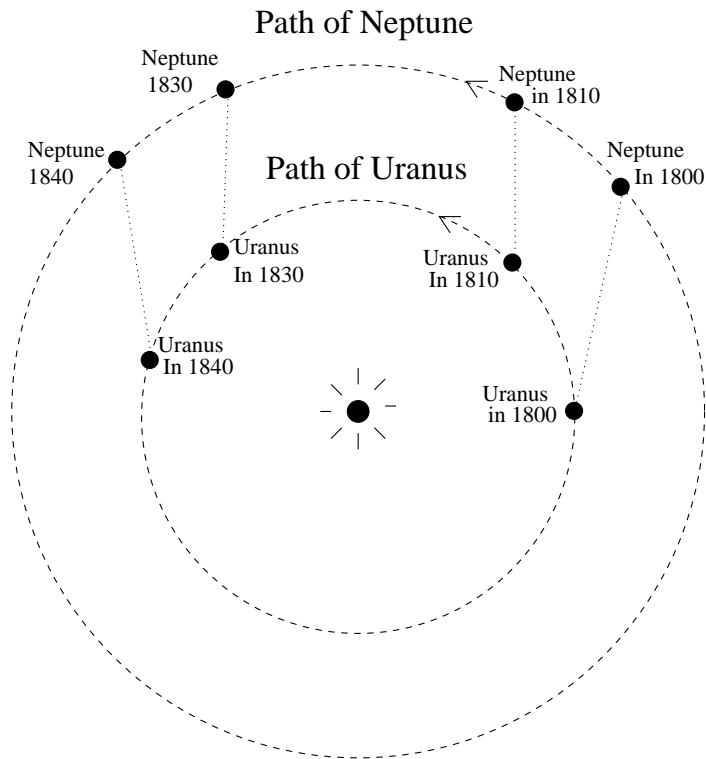 Path of Neptune
Neptune
1830
Neptune
in 1810
Neptune
1840
Neptune
In 1800
Path of Uranus
Uranus
In 1830
Uranus
In 1810
Uranus
In 1840
Uranus
in 1800